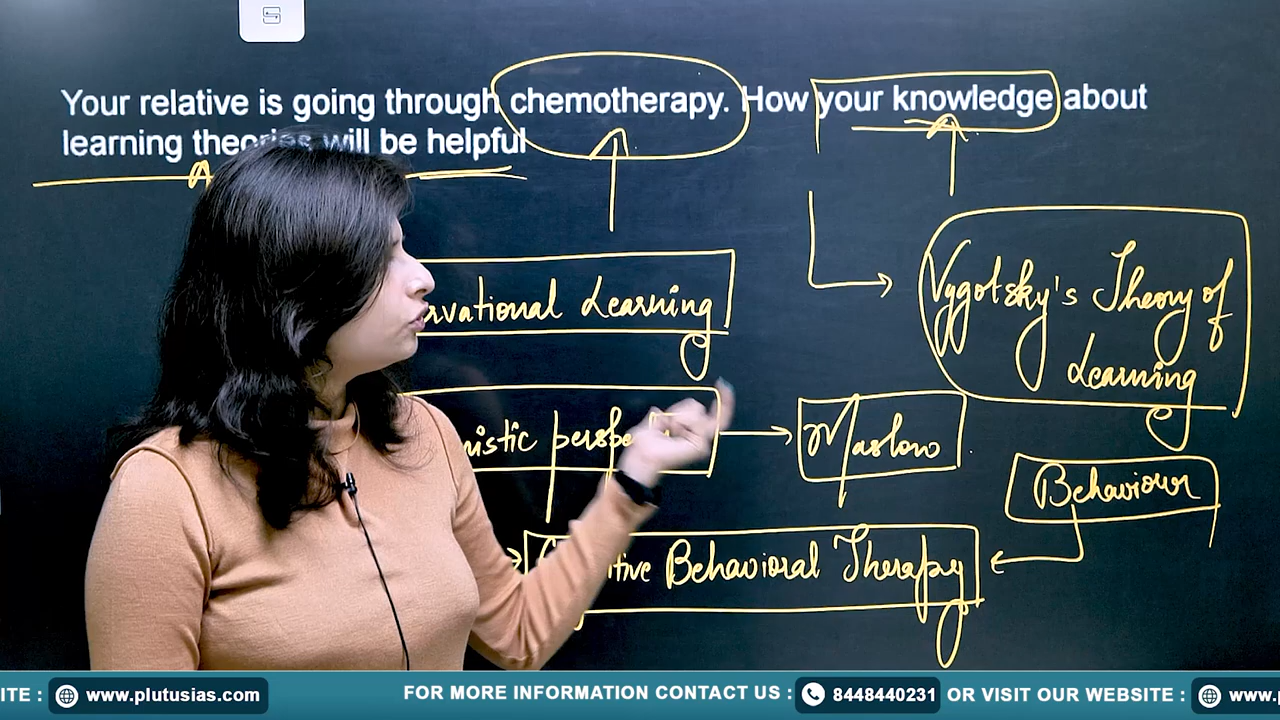 Your relative is going through chemotherapy. How your knowledge about
learning theories will be helpful
rvational Learning
Vygotsky's Theory of
Learning
nistic perspe
Maslow
Behaviour
itive Behavioral Therapy
ITE : www.plutusias.com FOR MORE INFORMATION CONTACT US : 8448440231 OR VISIT OUR WEBSITE : www.p